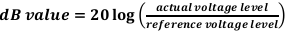 dB value = 20 log (actual voltage level / reference voltage level)